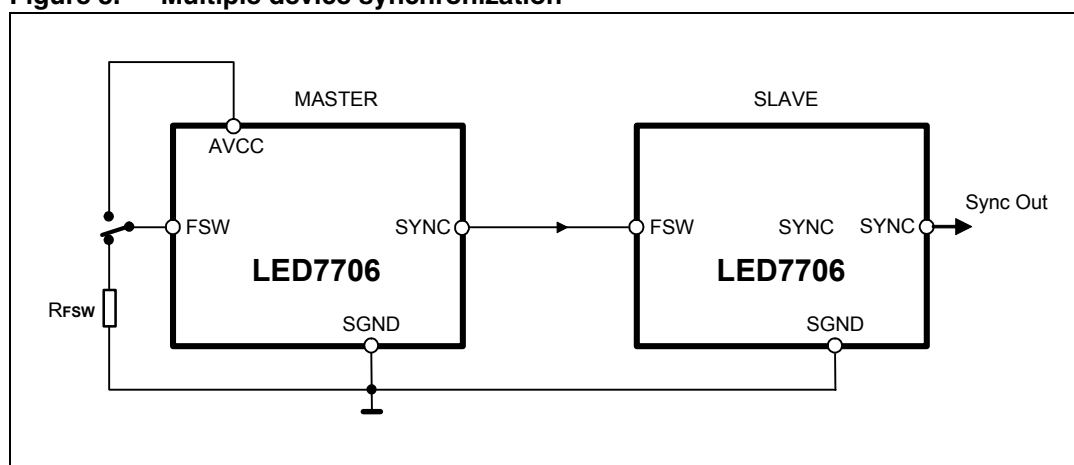 Figure 5. Multiple device synchronization
MASTER
SLAVE
AVCC
Sync Out
FSW
SYNC
FSW
SYNC
SYNC
LED7706
LED7706
RFSW
SGND
SGND